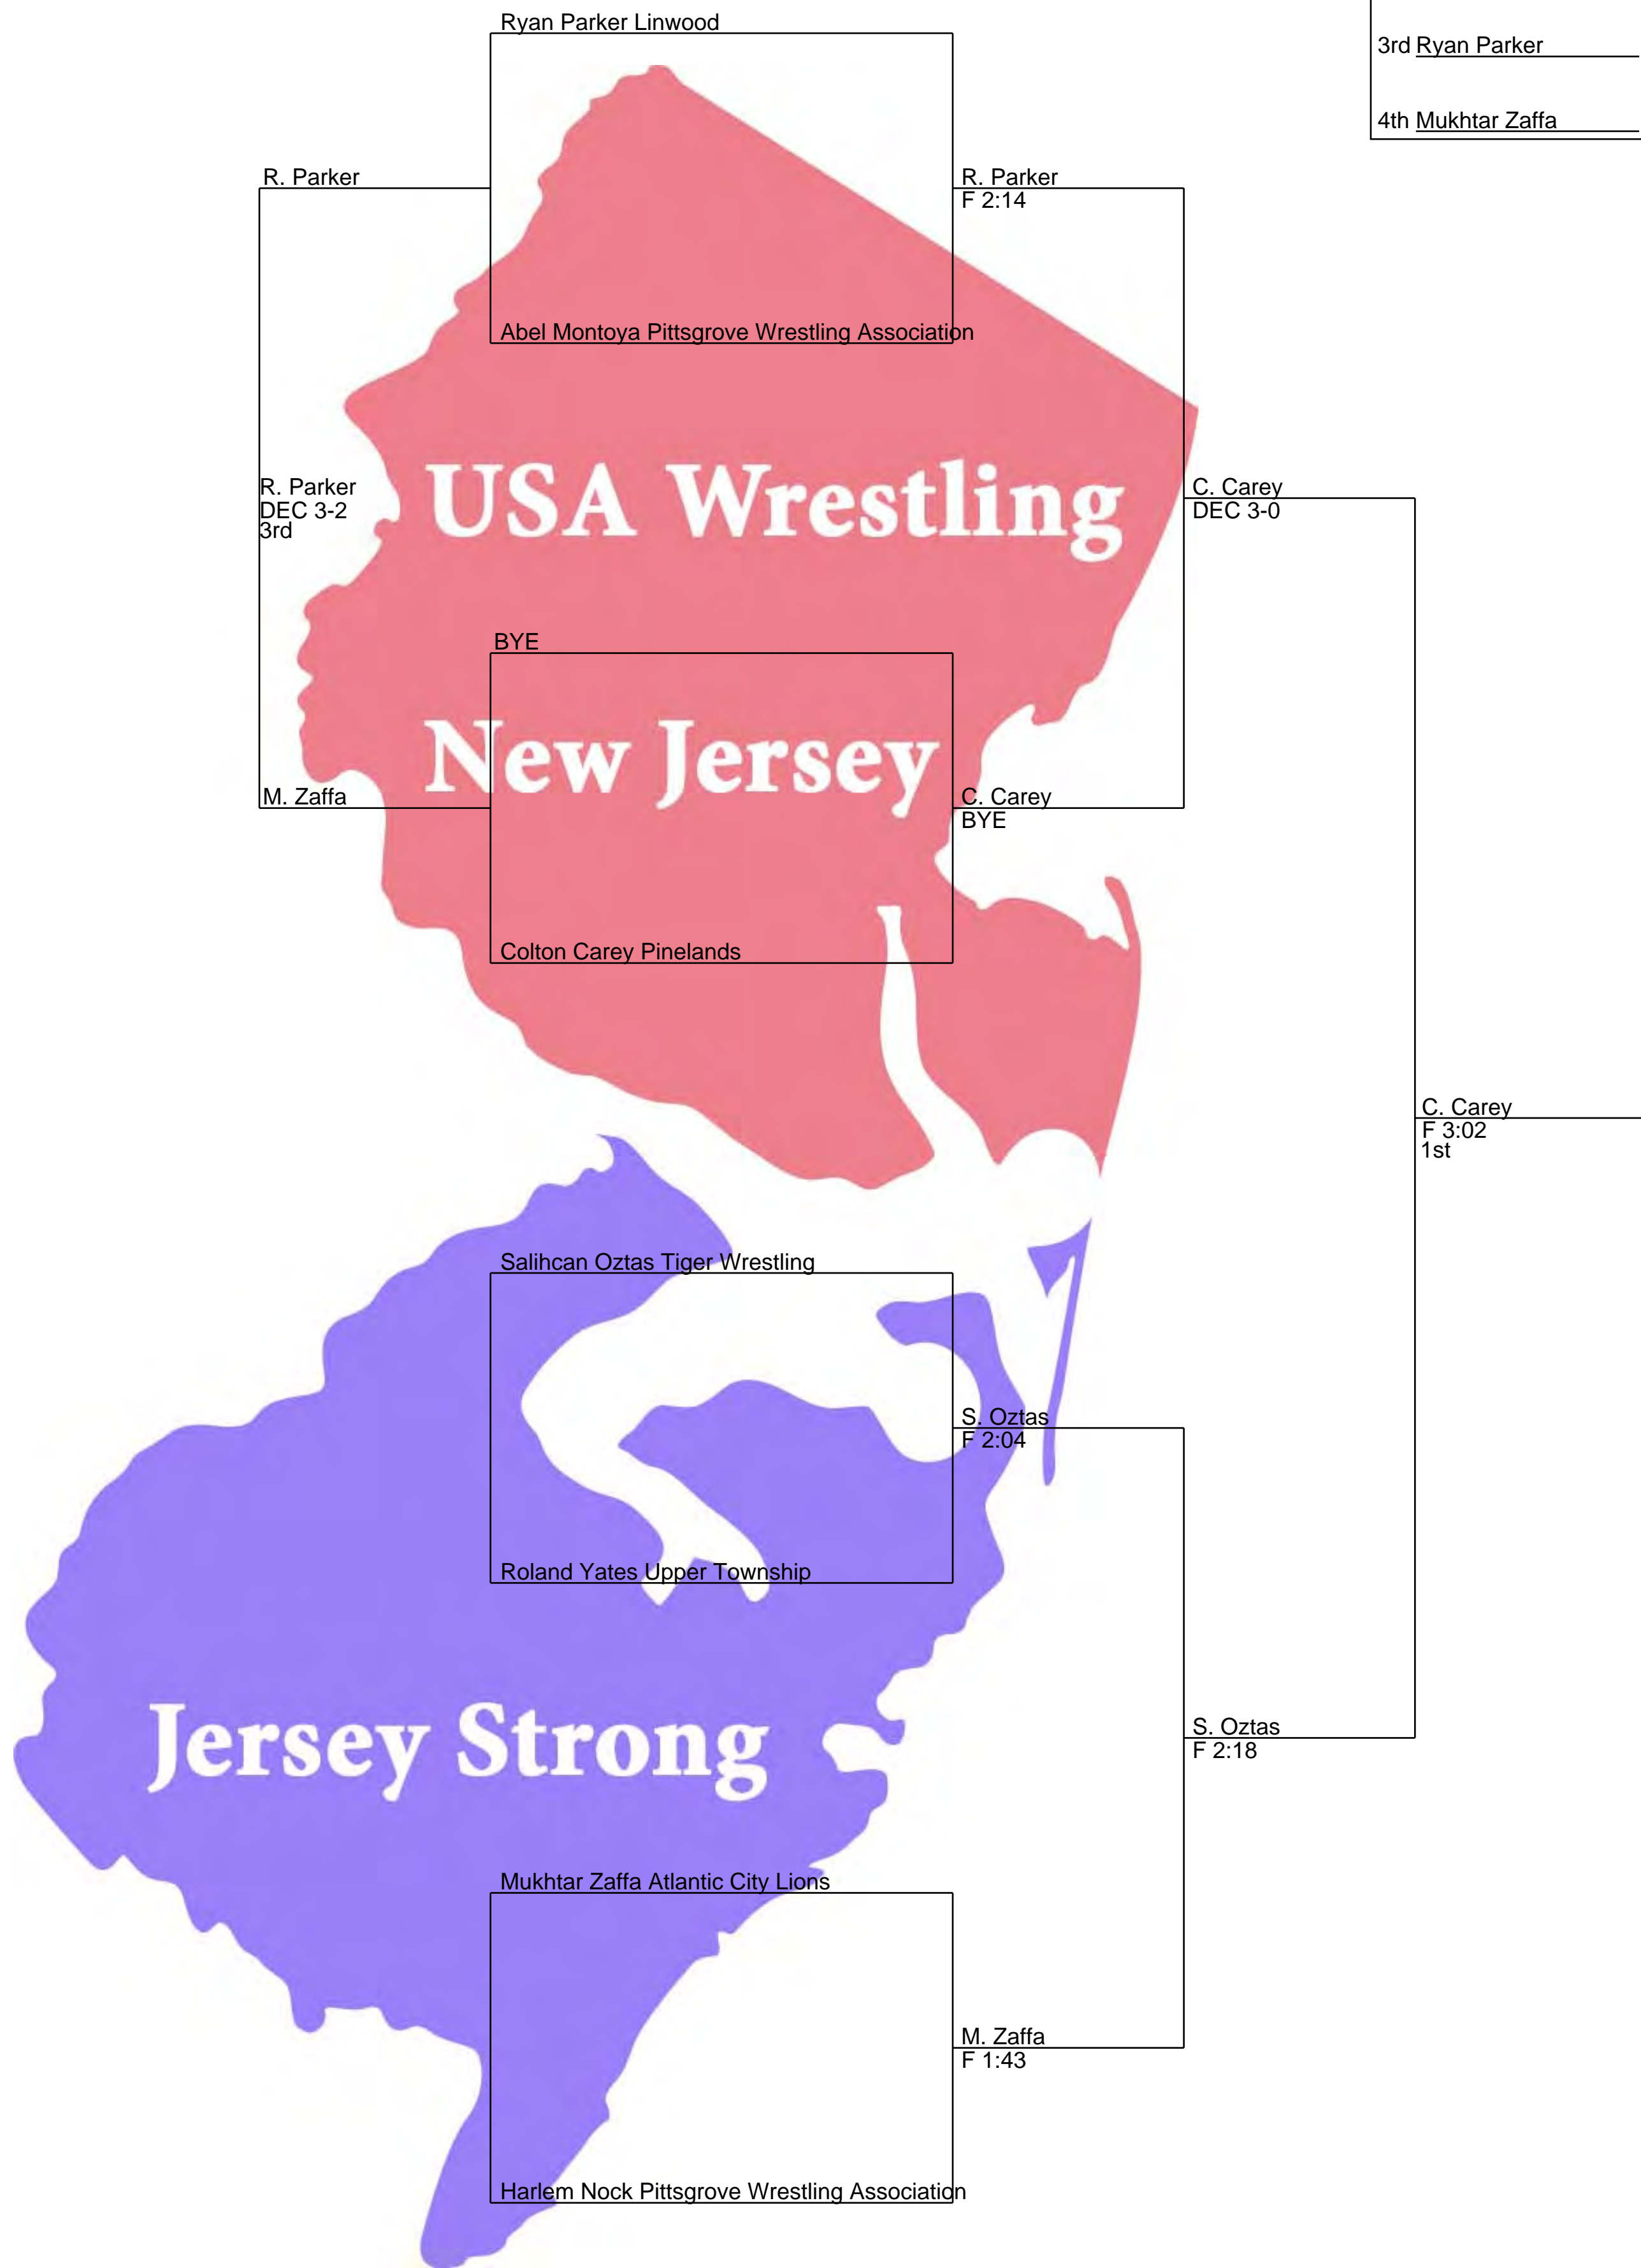 Ryan Parker Linwood
3rd Ryan Parker
4th Mukhtar Zaffa
R. Parker
R. Parker
F 2:14
Abel Montoya Pittsgrove Wrestling Association
R. Parker
DEC 3-2
3rd
USA Wrestling
C. Carey
DEC 3-0
BYE
New Jersey
M. Zaffa
C. Carey
BYE
Colton Carey Pinelands
C. Carey
F 3:02
1st
Salihcan Oztas Tiger Wrestling
S. Oztas
F 2:04
Roland Yates Upper Township
Jersey Strong
S. Oztas
F 2:18
Mukhtar Zaffa Atlantic City Lions
M. Zaffa
F 1:43
Harlem Nock Pittsgrove Wrestling Association